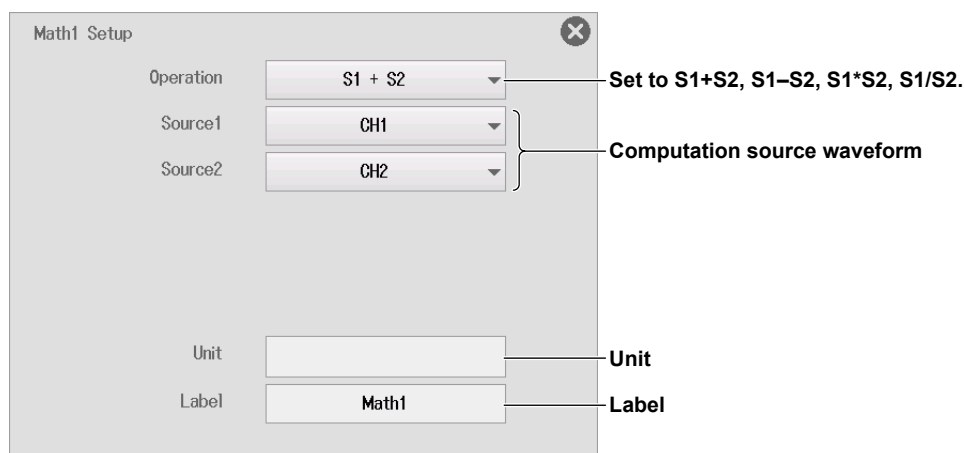 Math1 Setup
Operation
S1 + S2
Set to S1+S2, S1–S2, S1*S2, S1/S2.
Source1
CH1
Computation source waveform
Source2
CH2
Unit
Unit
Label
Math1
Label